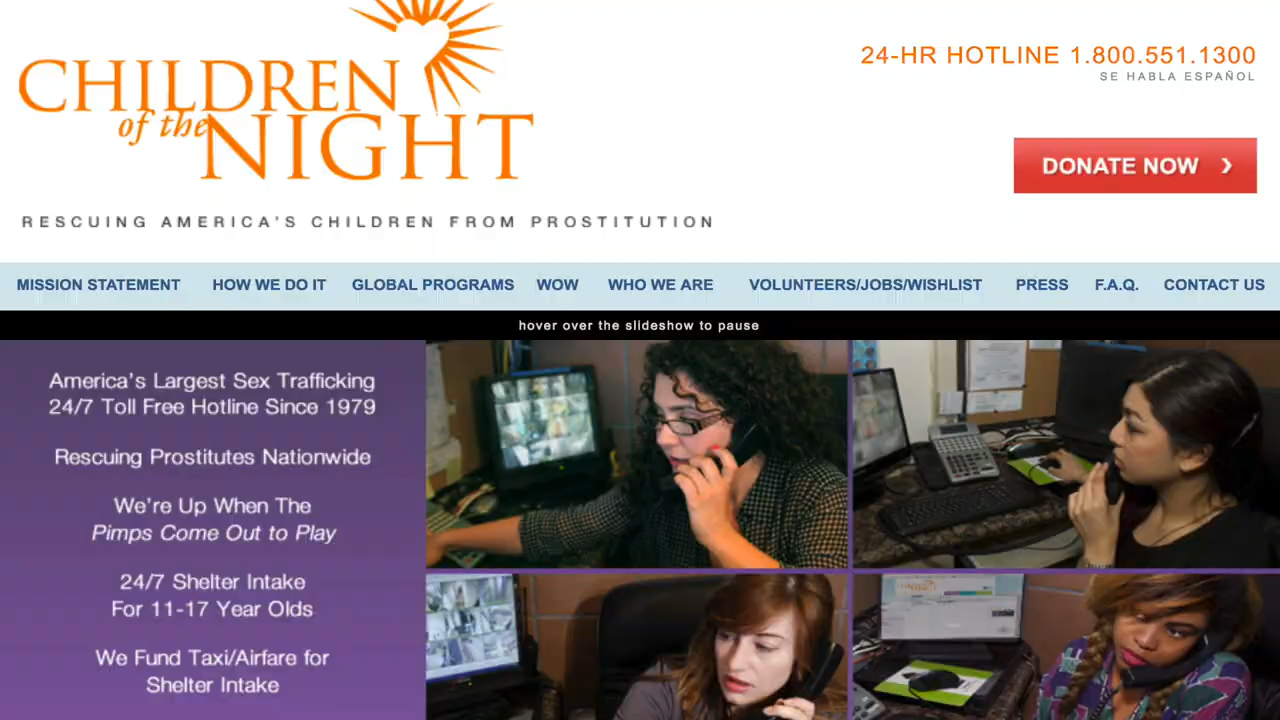 CHILDREN
of the NIGHT
RESCUING AMERICA'S CHILDREN FROM PROSTITUTION
24-HR HOTLINE 1.800.551.1300
SE HABLA ESPAÑOL
DONATE NOW ›
MISSION STATEMENT HOW WE DO IT GLOBAL PROGRAMS WOW WHO WE ARE VOLUNTEERS/JOBS/WISHLIST PRESS F.A.Q. CONTACT US
hover over the slideshow to pause
America's Largest Sex Trafficking
24/7 Toll Free Hotline Since 1979
Rescuing Prostitutes Nationwide
We're Up When The
Pimps Come Out to Play
24/7 Shelter Intake
For 11-17 Year Olds
We Fund Taxi/Airfare for
Shelter Intake